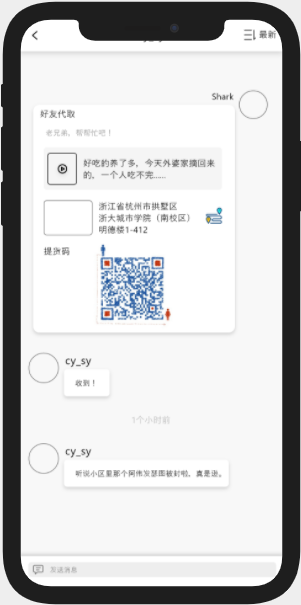 最新
Shark
好友代取
老兄弟，帮帮忙吧！
好吃的养了多，今天外婆家摘回来
的，一个人吃不完......
浙江省杭州市拱墅区
浙大城市学院（南校区）
明德楼1-412
提货码
cy_sy
收到！
1个小时前
cy_sy
听说小区里那个阿伟发瑟图被封啦，真是逊。
发送消息